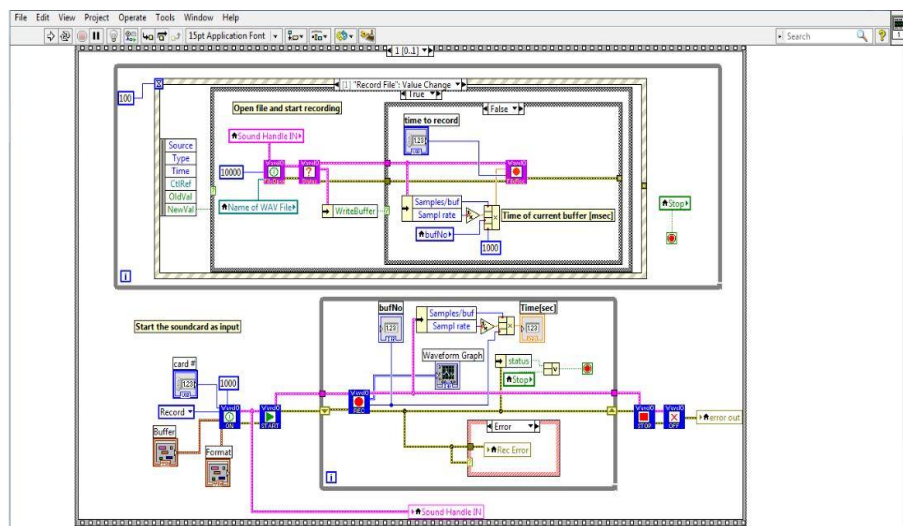 File Edit View Project Operate Tools Window Help
15pt Application Font
Search
1
1 [0..1]
100
[1] "Record File": Value Change
True
Open file and start recording
False
Sound Handle IN
time to record
123
Source
Type
Time
CtlRef
OldVal
NewVal
10000
?
Name of WAV File
WriteBuffer
?
Samples/buf
Sampl rate
Time of current buffer [msec]
bufNo
1000
Stop
i
Start the soundcard as input
bufNo
123
Samples/buf
Sampl rate
Time[sec]
123
Waveform Graph
status
Stop
card #
123
1000
Record
ON
START
REC
STOP
OFF
error out
Buffer
Format
Error
Rec Error
i
Sound Handle IN